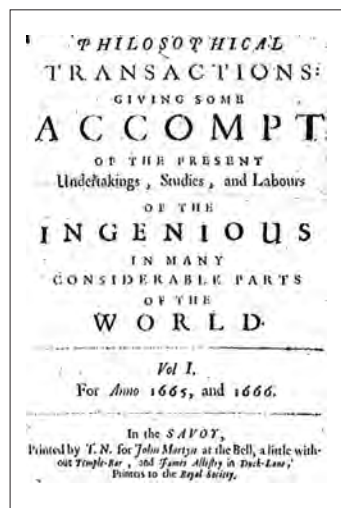 PHILOSOPHICAL
TRANSACTIONS:
GIVING SOME
ACCOMPT
OF THE PRESENT
Undertakings, Studies, and Labours
OF THE
INGENIOUS
IN MANY
CONSIDERABLE PARTS
OF THE
WORLD.
Vol I.
For Anno 1665, and 1666.
In the SAVOY,
Printed by T. N. for John Martyn at the Bell, a little with-
out Temple-Bar, and James Allestry in Duck-Lane,
Printers to the Royal Society.